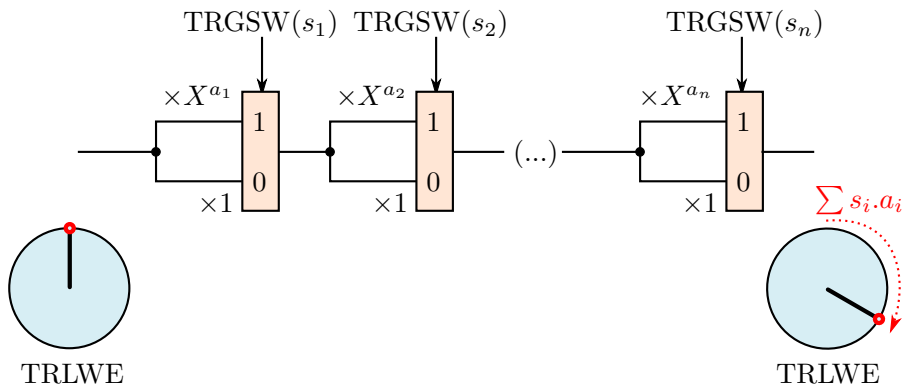 TRGSW(s₁) TRGSW(s₂) TRGSW(sₙ)
×X^{a₁} ×X^{a₂} ×X^{aₙ}
1 1 1
(...)
0 0 0
×1 ×1 ×1
∑ sᵢ.aᵢ
TRLWE TRLWE